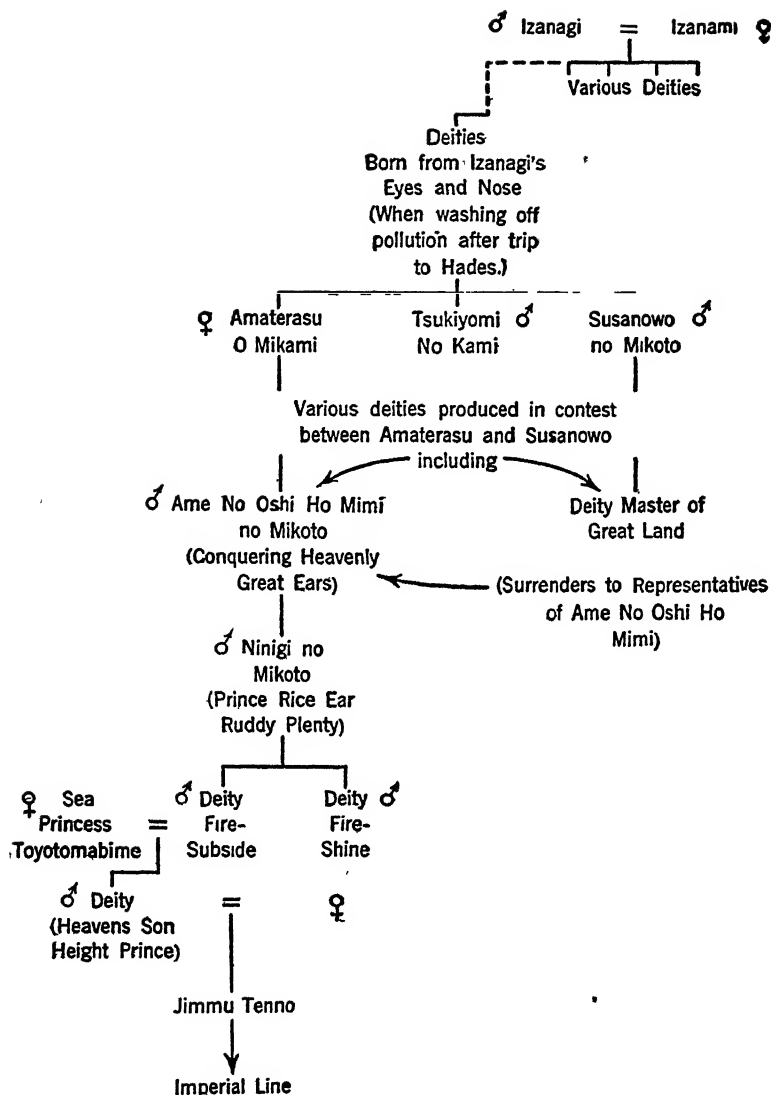 ♂ Izanagi = Izanami ♀
Various Deities
Deities
Born from Izanagi's
Eyes and Nose
(When washing off
pollution after trip
to Hades.)
♀ Amaterasu
O Mikami
Tsukiyomi ♂
No Kami
Susanowo ♂
no Mikoto
Various deities produced in contest
between Amaterasu and Susanowo
including
♂ Ame No Oshi Ho Mimi
no Mikoto
(Conquering Heavenly
Great Ears)
Deity Master of
Great Land
(Surrenders to Representatives
of Ame No Oshi Ho
Mimi)
♂ Ninigi no
Mikoto
(Prince Rice Ear
Ruddy Plenty)
♀ Sea
Princess
Toyotomabime
=
♂ Deity
Fire-
Subside
Deity ♂
Fire-
Shine
♂ Deity
(Heavens Son
Height Prince)
= ♀
Jimmu Tenno
Imperial Line